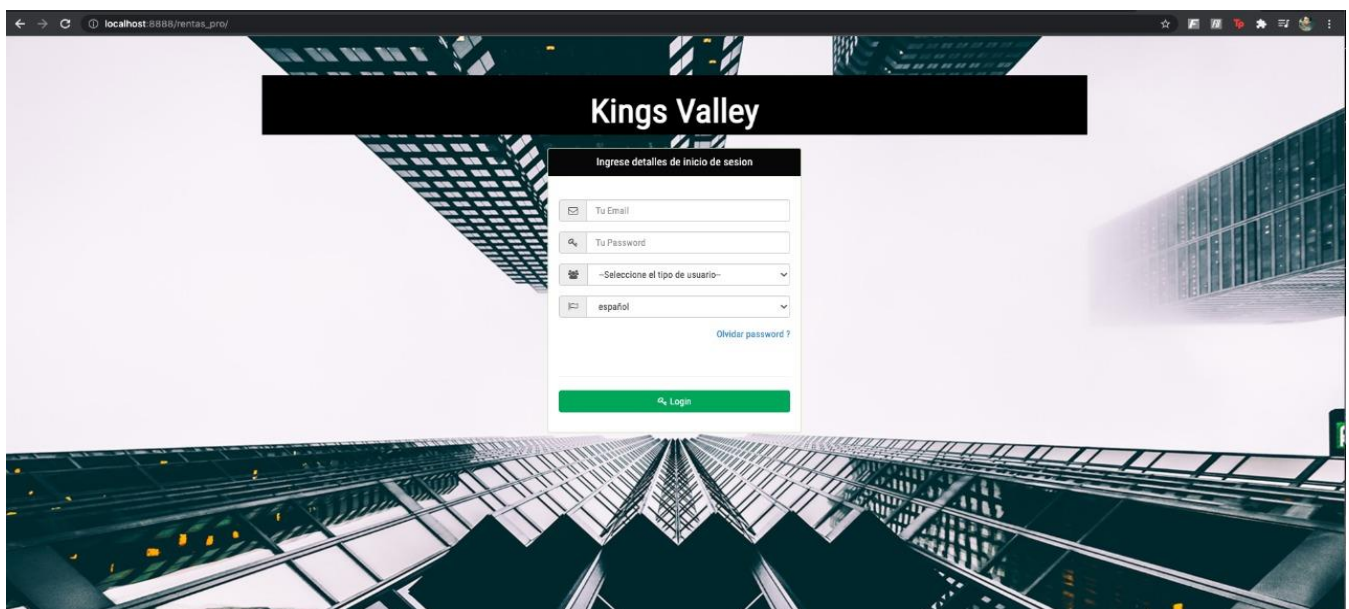 localhost:8888/rentas_pro/
Kings Valley
Ingrese detalles de inicio de sesion
Tu Email
Tu Password
--Seleccione el tipo de usuario--
español
Olvidar password ?
Login